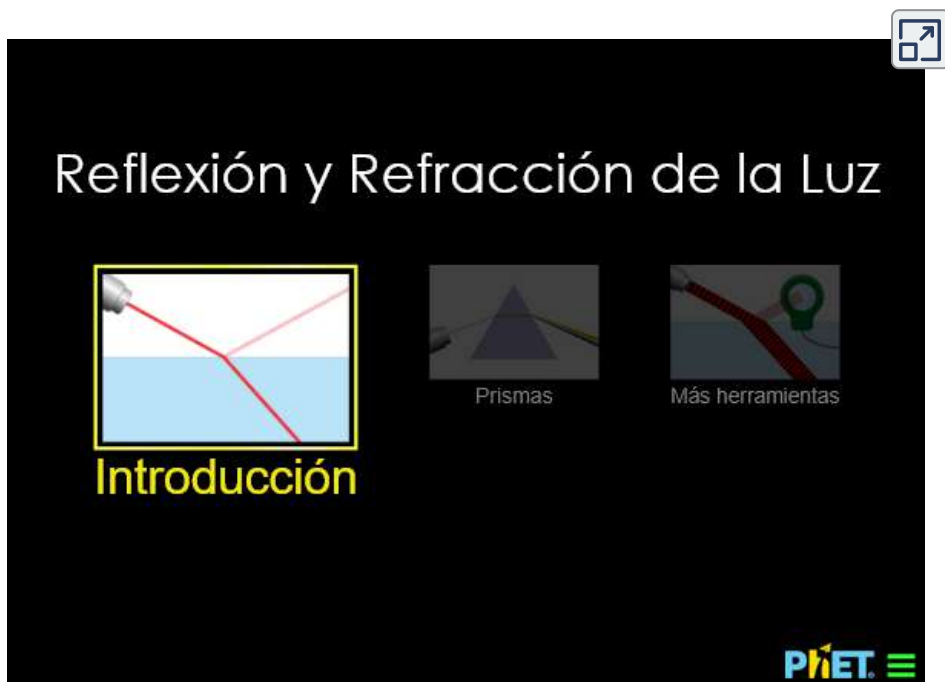 Reflexión y Refracción de la Luz
Introducción
Prismas
Más herramientas
PhET